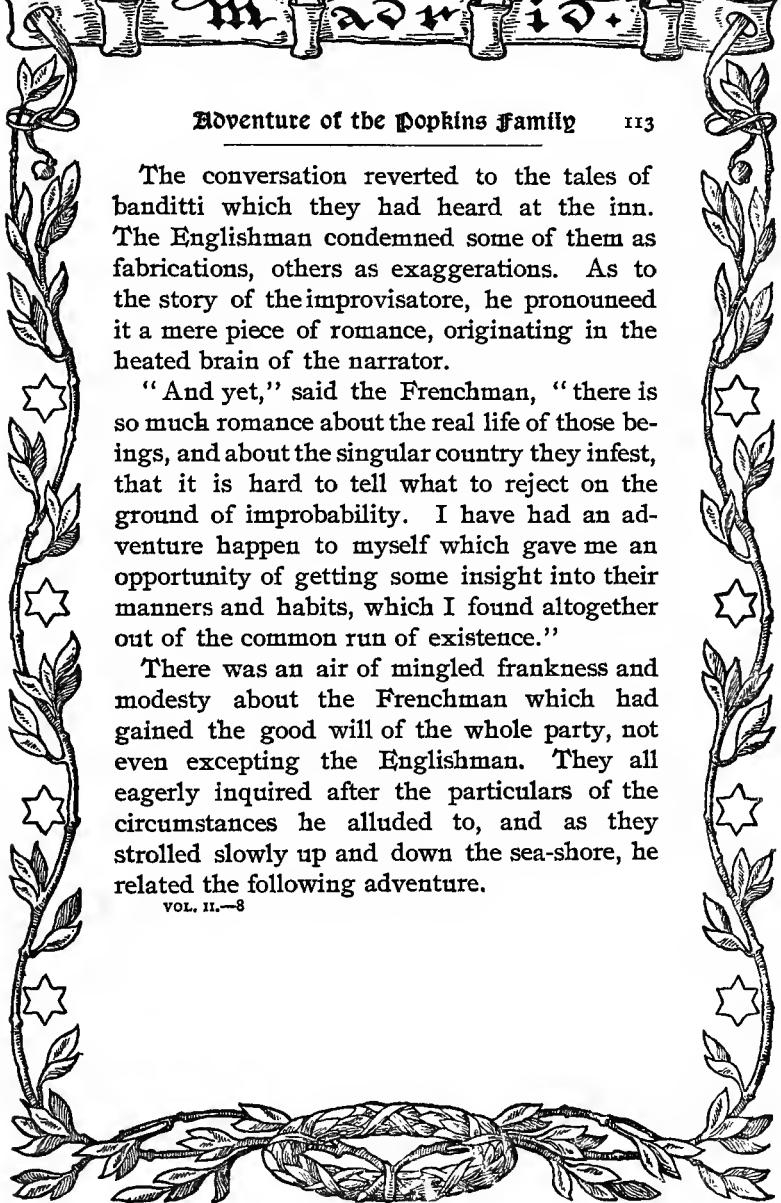 Madrid.
Adventure of the Popkins Family 113
The conversation reverted to the tales of
banditti which they had heard at the inn.
The Englishman condemned some of them as
fabrications, others as exaggerations. As to
the story of the improvisatore, he pronouneed
it a mere piece of romance, originating in the
heated brain of the narrator.
"And yet," said the Frenchman, "there is
so much romance about the real life of those be-
ings, and about the singular country they infest,
that it is hard to tell what to reject on the
ground of improbability. I have had an ad-
venture happen to myself which gave me an
opportunity of getting some insight into their
manners and habits, which I found altogether
out of the common run of existence."
There was an air of mingled frankness and
modesty about the Frenchman which had
gained the good will of the whole party, not
even excepting the Englishman. They all
eagerly inquired after the particulars of the
circumstances he alluded to, and as they
strolled slowly up and down the sea-shore, he
related the following adventure.
VOL. II.—8